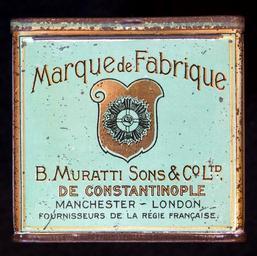 Marque de Fabrique
B. MURATTI SONS & CO LTD
DE CONSTANTINOPLE
MANCHESTER - LONDON,
FOURNISSEURS DE LA RÉGIE FRANÇAISE.